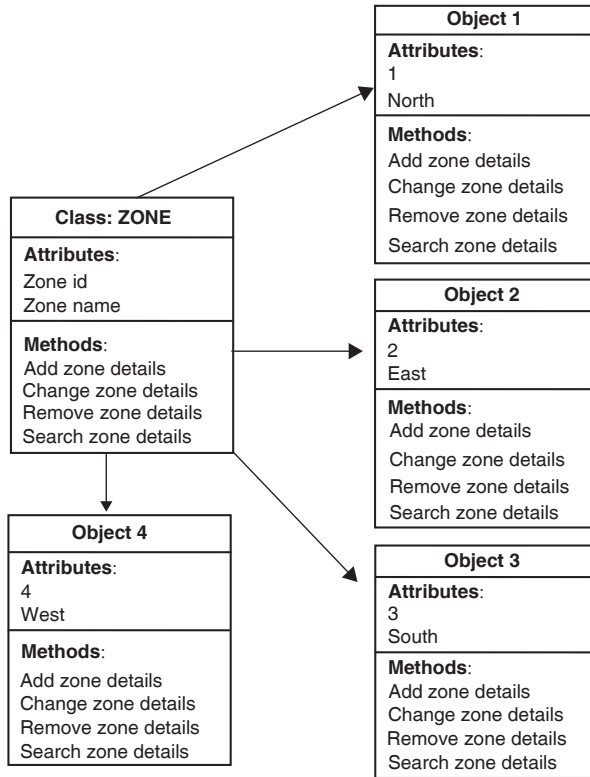 Object 1
Attributes:
1
North
Methods:
Add zone details
Change zone details
Remove zone details
Search zone details
Class: ZONE
Attributes:
Zone id
Zone name
Methods:
Add zone details
Change zone details
Remove zone details
Search zone details
Object 2
Attributes:
2
East
Methods:
Add zone details
Change zone details
Remove zone details
Search zone details
Object 4
Attributes:
4
West
Methods:
Add zone details
Change zone details
Remove zone details
Search zone details
Object 3
Attributes:
3
South
Methods:
Add zone details
Change zone details
Remove zone details
Search zone details